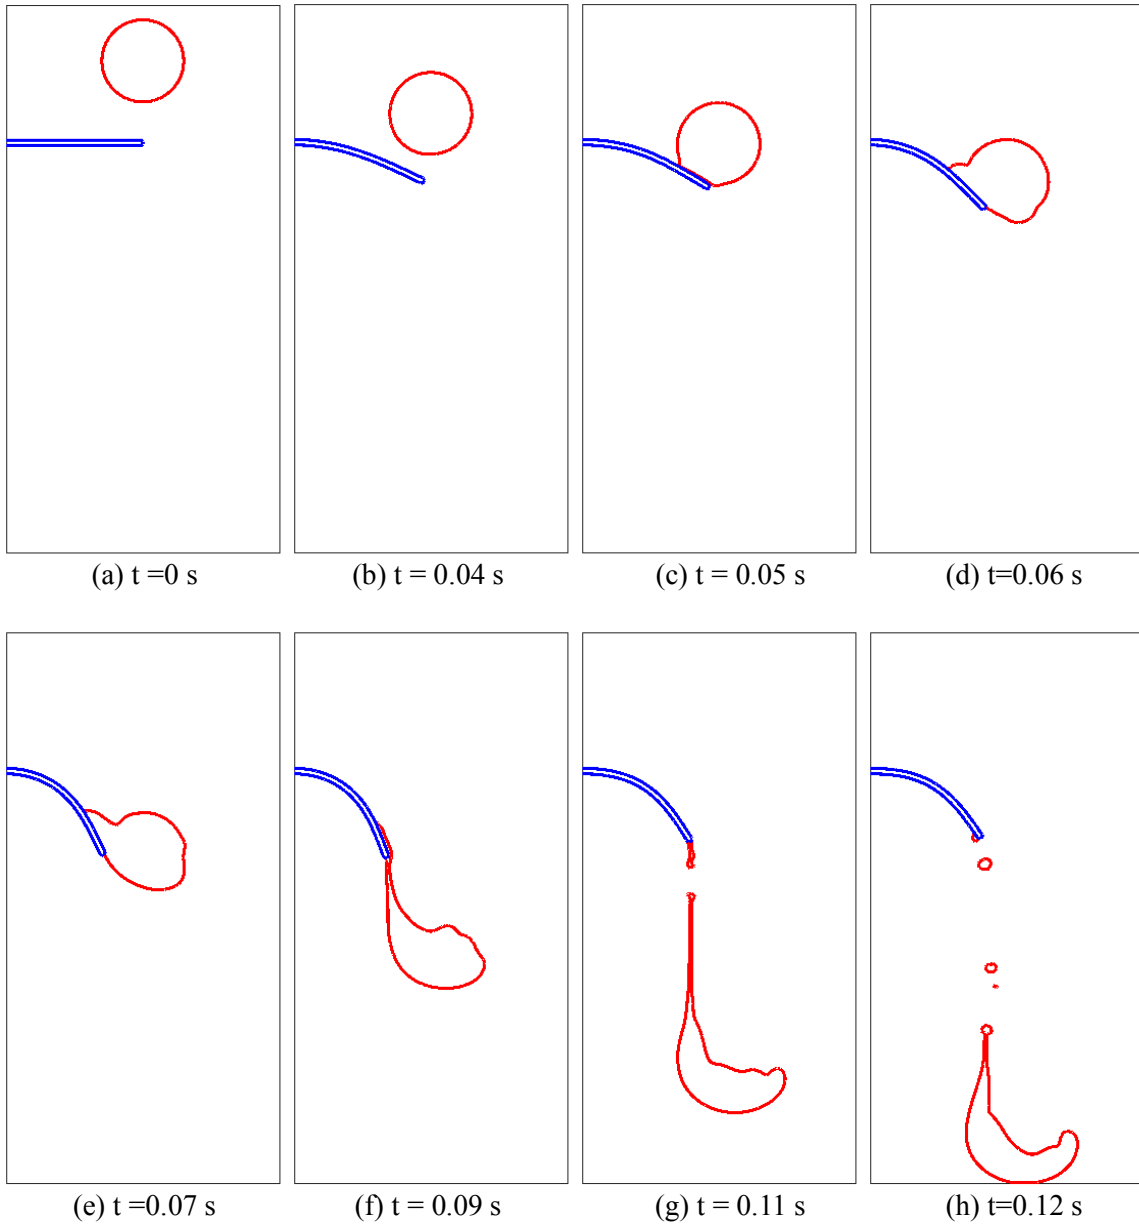 (a) t =0 s
(b) t = 0.04 s
(c) t = 0.05 s
(d) t=0.06 s
(e) t =0.07 s
(f) t =0.09 s
(g) t = 0.11 s
(h) t=0.12 s